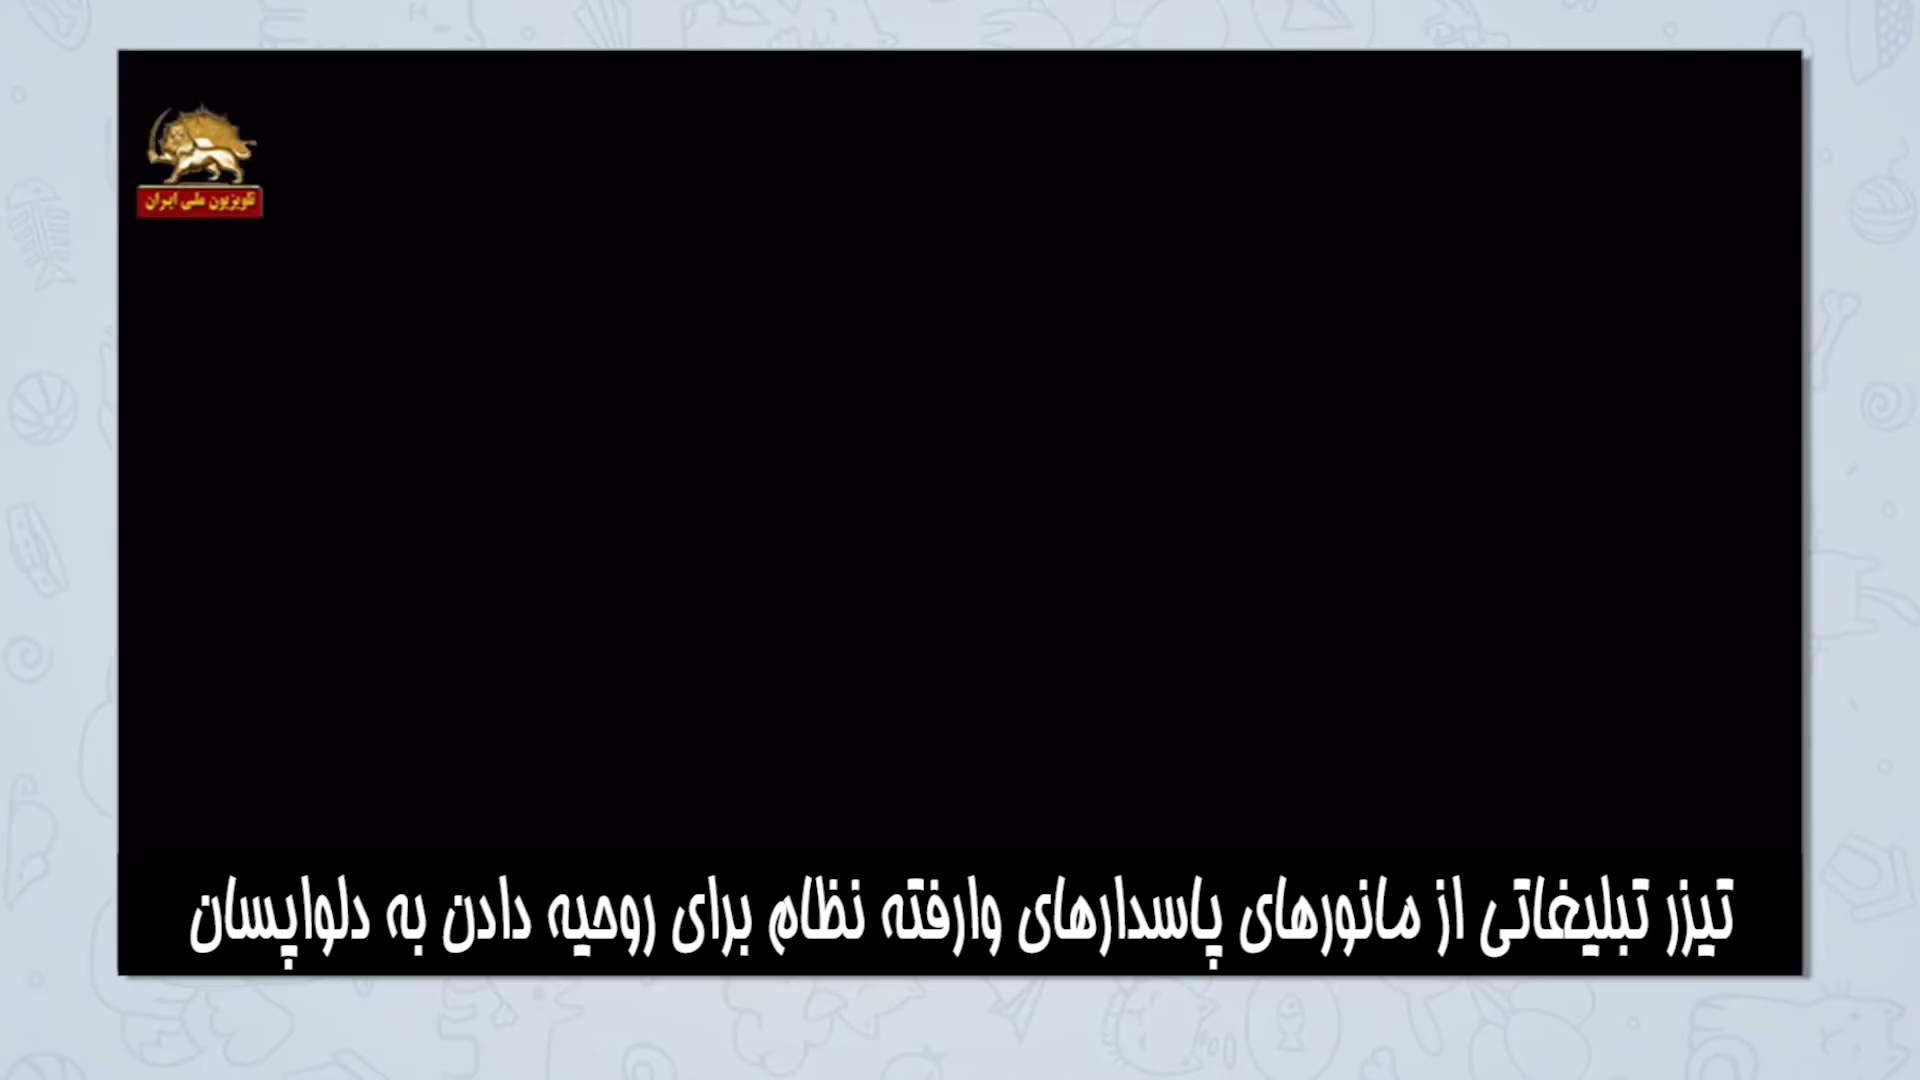 تلویزیون ملی ایران
تیزر تبلیغاتی از مانورهای پاسدارهای وارفته نظام برای روحیه دادن به دلواپسان